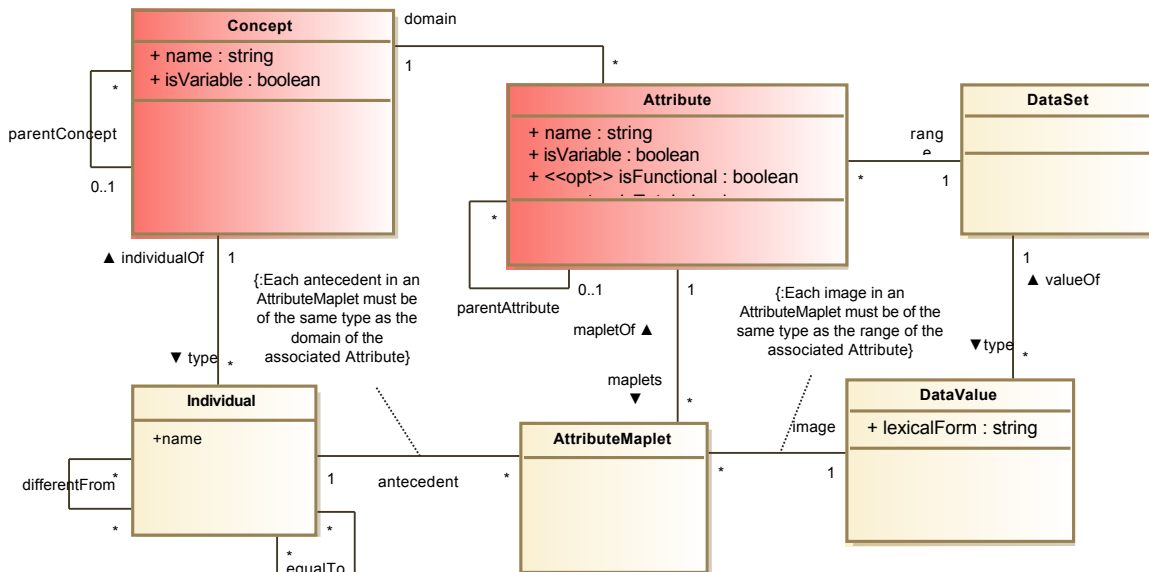 Concept
+ name : string
+ isVariable : boolean
domain
1
*
*
parentConcept
0..1
Attribute
+ name : string
+ isVariable : boolean
+ <<opt>> isFunctional : boolean
*
parentAttribute
0..1
DataSet
rang
e
*
1
▲ individualOf
1
{:Each antecedent in an
AttributeMaplet must be
of the same type as the
domain of the
associated Attribute}
▼ type
*
1
mapletOf ▲
maplets
▼
*
{:Each image in an
AttributeMaplet must be of the
same type as the range of the
associated Attribute}
1
▲ valueOf
▼type
*
Individual
+name
*
differentFrom
*
*
*
equalTo
1
antecedent
*
AttributeMaplet
image
*
1
DataValue
+ lexicalForm : string